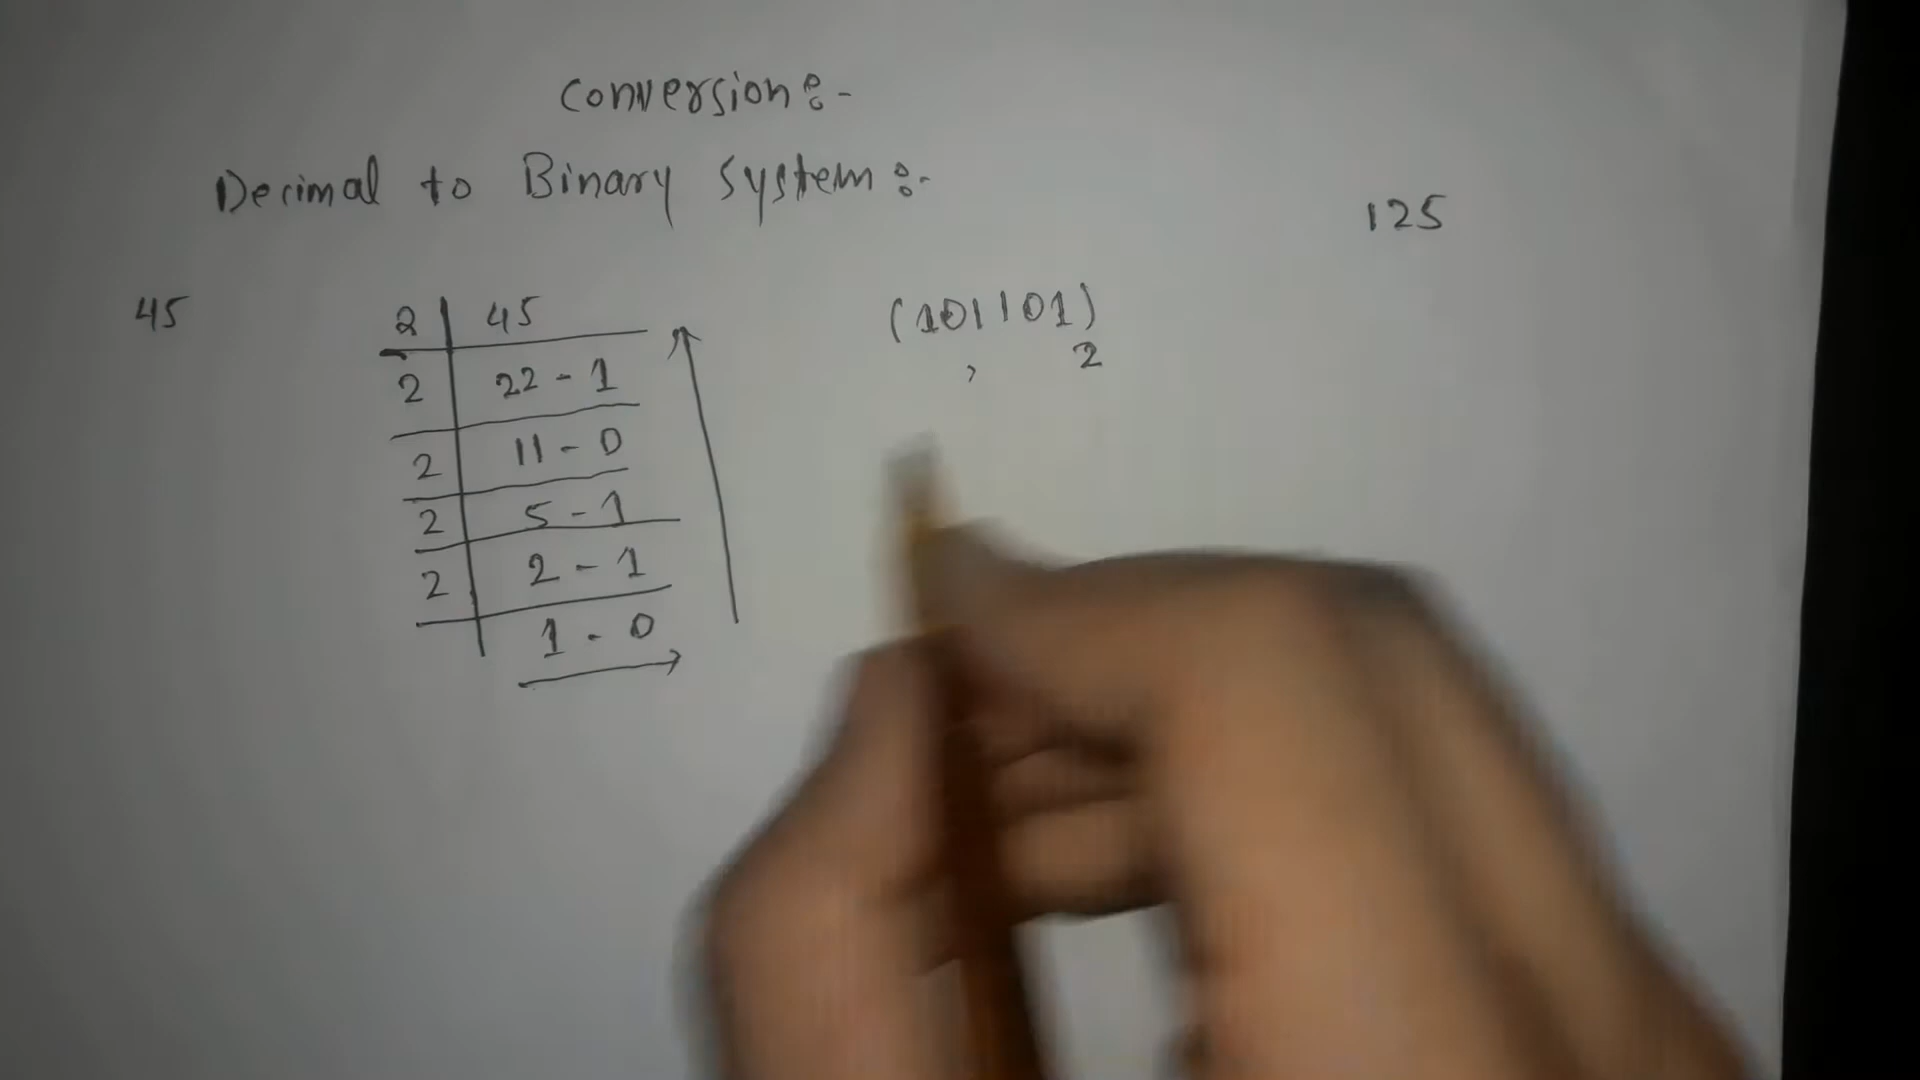 Conversion :-
Decimal to Binary system :-
125
45
2 | 45
2 | 22 - 1
2 | 11 - 0
2 | 5 - 1
2 | 2 - 1
1 - 0
(101101)
2